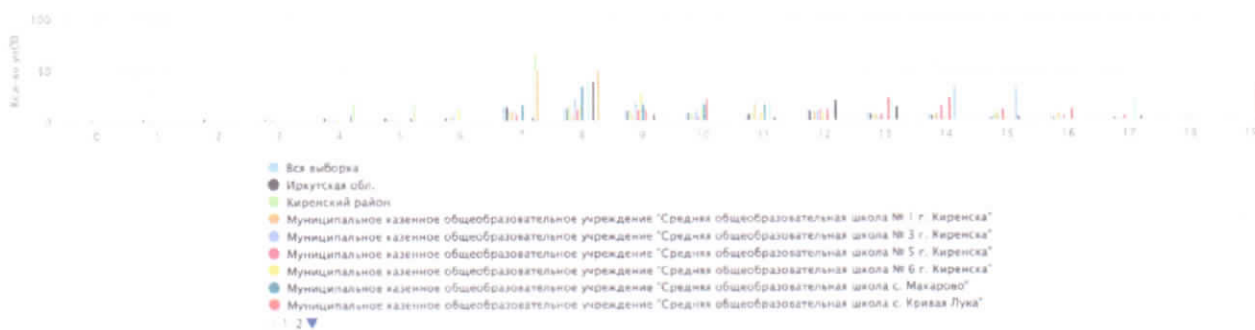 100
50
0
0 1 2 3 4 5 6 7 8 9 10 11 12 13 14 15 16 17 18
Вся выборка
Иркутская обл.
Киренский район
Муниципальное казенное общеобразовательное учреждение "Средняя общеобразовательная школа № 1 г. Киренска"
Муниципальное казенное общеобразовательное учреждение "Средняя общеобразовательная школа № 3 г. Киренска"
Муниципальное казенное общеобразовательное учреждение "Средняя общеобразовательная школа № 5 г. Киренска"
Муниципальное казенное общеобразовательное учреждение "Средняя общеобразовательная школа № 6 г. Киренска"
Муниципальное казенное общеобразовательное учреждение "Средняя общеобразовательная школа с. Макарово"
Муниципальное казенное общеобразовательное учреждение "Средняя общеобразовательная школа с. Кривая Лука"
1 2